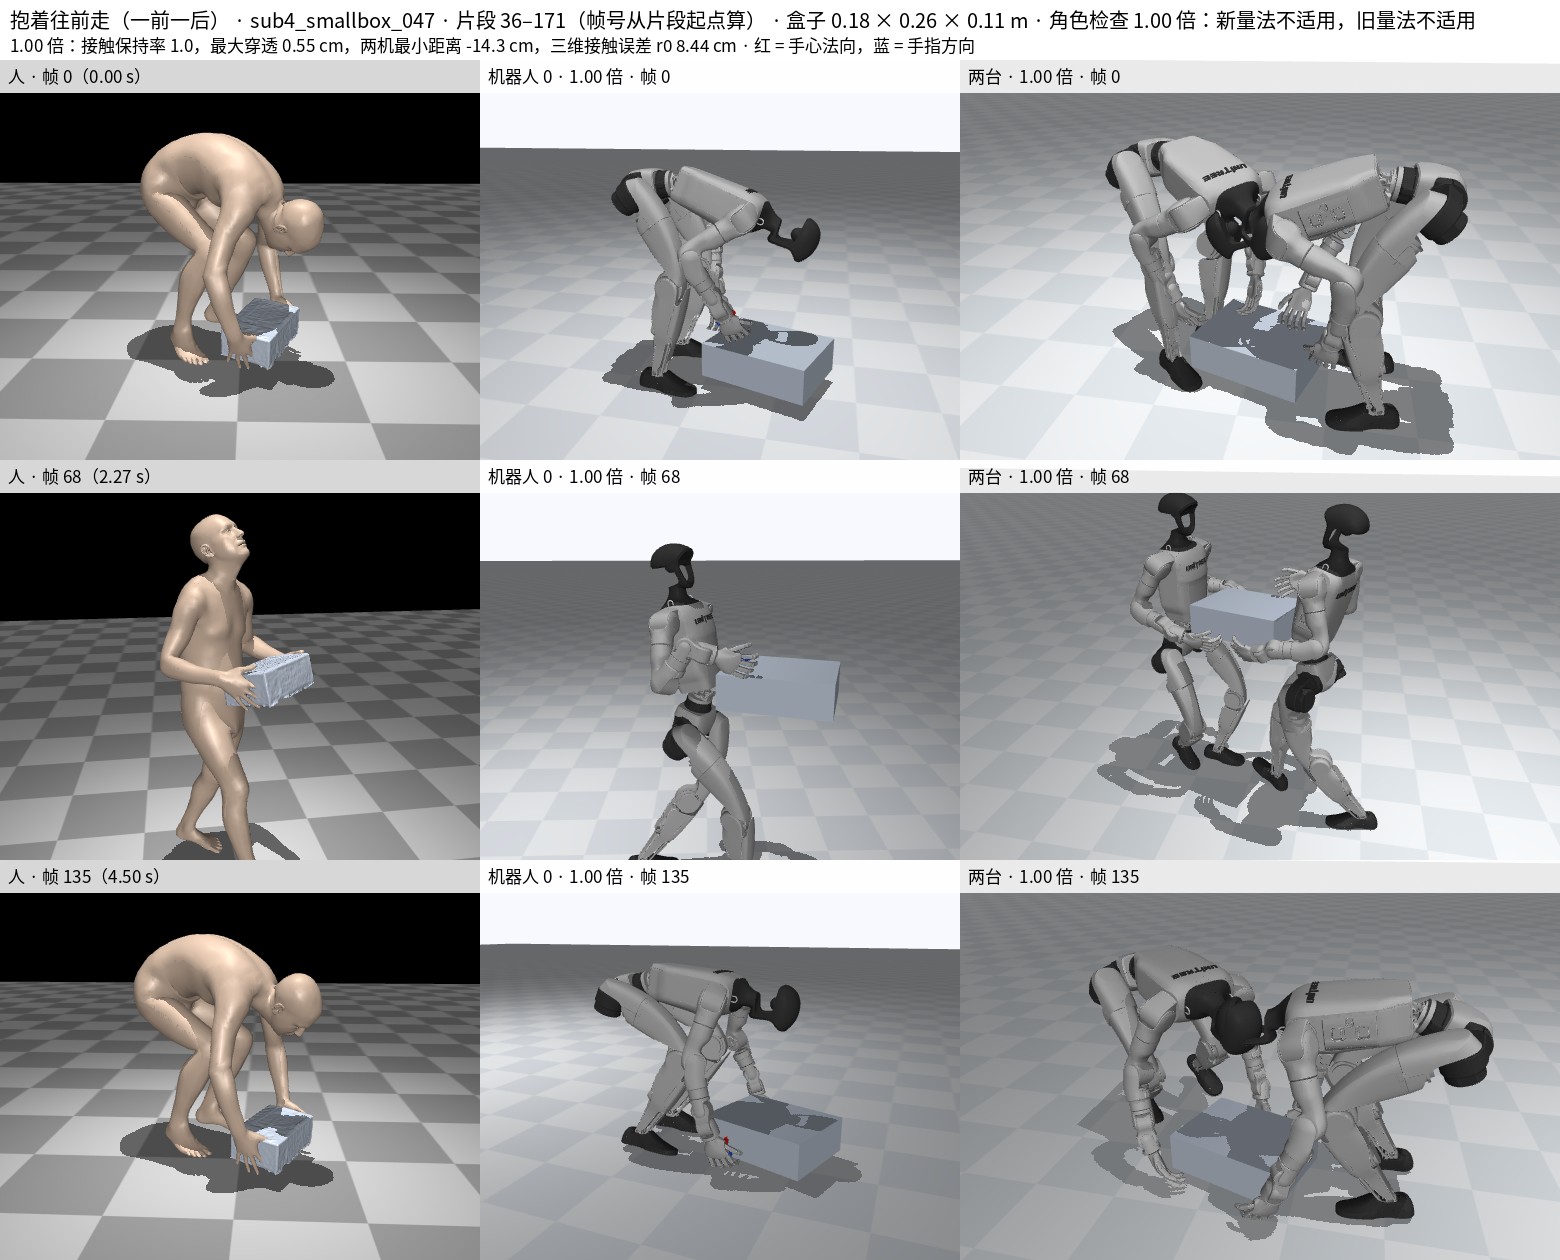 抱着往前走（一前一后） · sub4_smallbox_047 · 片段 36–171（帧号从片段起点算） · 盒子 0.18 × 0.26 × 0.11 m · 角色检查 1.00 倍：新量法不适用，旧量法不适用
1.00 倍：接触保持率 1.0，最大穿透 0.55 cm，两机最小距离 -14.3 cm，三维接触误差 r0 8.44 cm · 红 = 手心法向，蓝 = 手指方向
人 · 帧 0（0.00 s）
机器人 0 · 1.00 倍 · 帧 0
两台 · 1.00 倍 · 帧 0
人 · 帧 68（2.27 s）
机器人 0 · 1.00 倍 · 帧 68
两台 · 1.00 倍 · 帧 68
人 · 帧 135（4.50 s）
机器人 0 · 1.00 倍 · 帧 135
两台 · 1.00 倍 · 帧 135